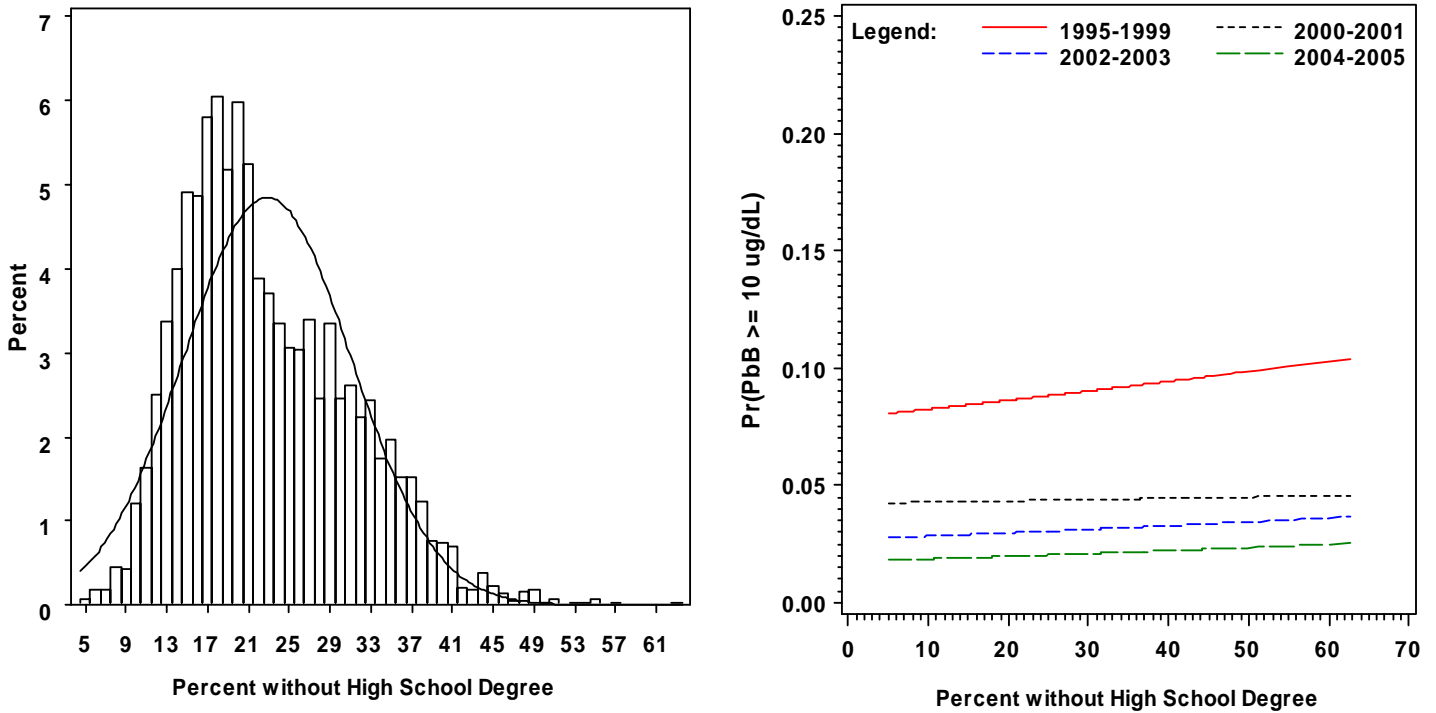 7
6
5
4
3
2
1
0
Percent
5 9 13 17 21 25 29 33 37 41 45 49 53 57 61
Percent without High School Degree
Legend: 1995-1999 2000-2001
2002-2003 2004-2005
0.25
0.20
0.15
0.10
0.05
0.00
Pr(PbB >= 10 ug/dL)
0 10 20 30 40 50 60 70
Percent without High School Degree